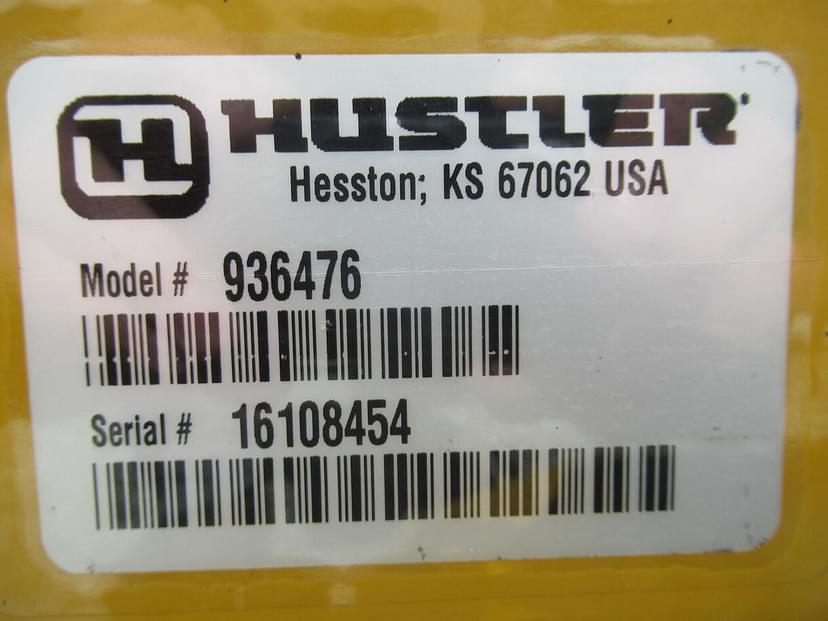 H HUSTLER
Hesston; KS 67062 USA
Model # 936476
Serial # 16108454